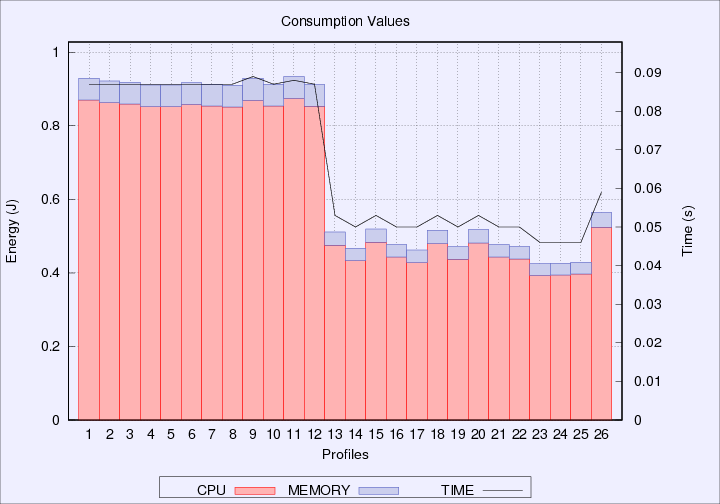 Consumption Values
1
0.8
0.6
0.4
0.2
0
Energy (J)
0.09
0.08
0.07
0.06
0.05
0.04
0.03
0.02
0.01
0
Time (s)
1 2 3 4 5 6 7 8 9 10 11 12 13 14 15 16 17 18 19 20 21 22 23 24 25 26
Profiles
CPU MEMORY TIME